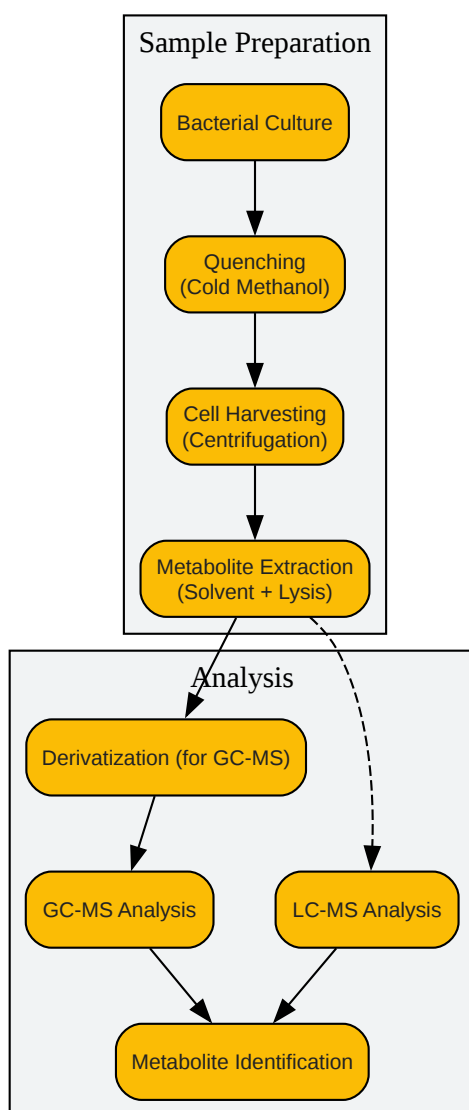 Sample Preparation
Bacterial Culture
Quenching
(Cold Methanol)
Cell Harvesting
(Centrifugation)
Metabolite Extraction
(Solvent + Lysis)
Analysis
Derivatization (for GC-MS)
GC-MS Analysis
LC-MS Analysis
Metabolite Identification